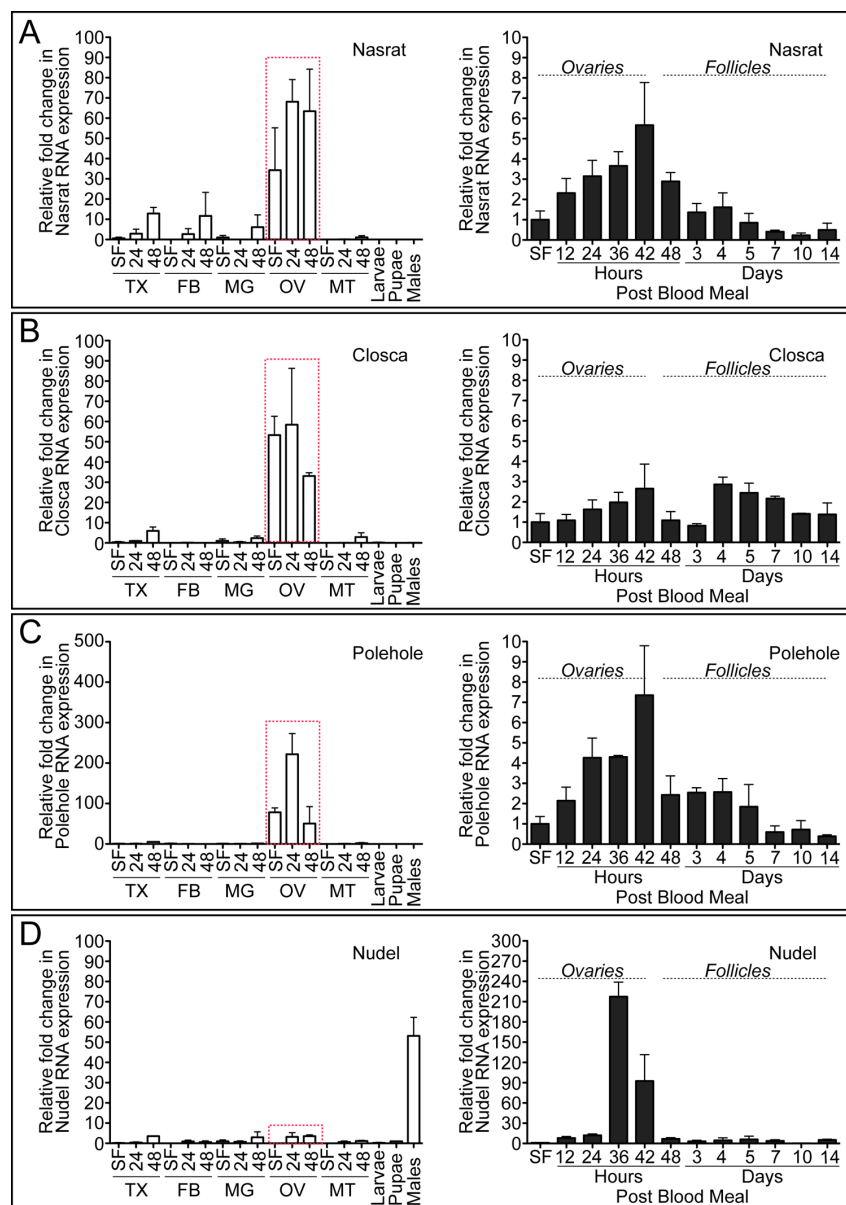 A
Relative fold change in
Nasrat RNA expression
Nasrat
100
90
80
70
60
50
40
30
20
10
0
SF 24 48 SF 24 48 SF 24 48 SF 24 48 SF 24 48 Larvae Pupae Males
TX FB MG OV MT
Relative fold change in
Nasrat RNA expression
Nasrat
Ovaries Follicles
10
9
8
7
6
5
4
3
2
1
0
SF 12 24 36 42 48 3 4 5 7 10 14
Hours Days
Post Blood Meal
B
Relative fold change in
Closca RNA expression
Closca
100
90
80
70
60
50
40
30
20
10
0
SF 24 48 SF 24 48 SF 24 48 SF 24 48 SF 24 48 Larvae Pupae Males
TX FB MG OV MT
Relative fold change in
Closca RNA expression
Closca
Ovaries Follicles
10
9
8
7
6
5
4
3
2
1
0
SF 12 24 36 42 48 3 4 5 7 10 14
Hours Days
Post Blood Meal
C
Relative fold change in
Polehole RNA expression
Polehole
500
400
300
200
100
0
SF 24 48 SF 24 48 SF 24 48 SF 24 48 SF 24 48 Larvae Pupae Males
TX FB MG OV MT
Relative fold change in
Polehole RNA expression
Polehole
Ovaries Follicles
10
9
8
7
6
5
4
3
2
1
0
SF 12 24 36 42 48 3 4 5 7 10 14
Hours Days
Post Blood Meal
D
Relative fold change in
Nudel RNA expression
Nudel
100
90
80
70
60
50
40
30
20
10
0
SF 24 48 SF 24 48 SF 24 48 SF 24 48 SF 24 48 Larvae Pupae Males
TX FB MG OV MT
Relative fold change in
Nudel RNA expression
Nudel
Ovaries Follicles
300
270
240
210
180
150
120
90
60
30
0
SF 12 24 36 42 48 3 4 5 7 10 14
Hours Days
Post Blood Meal